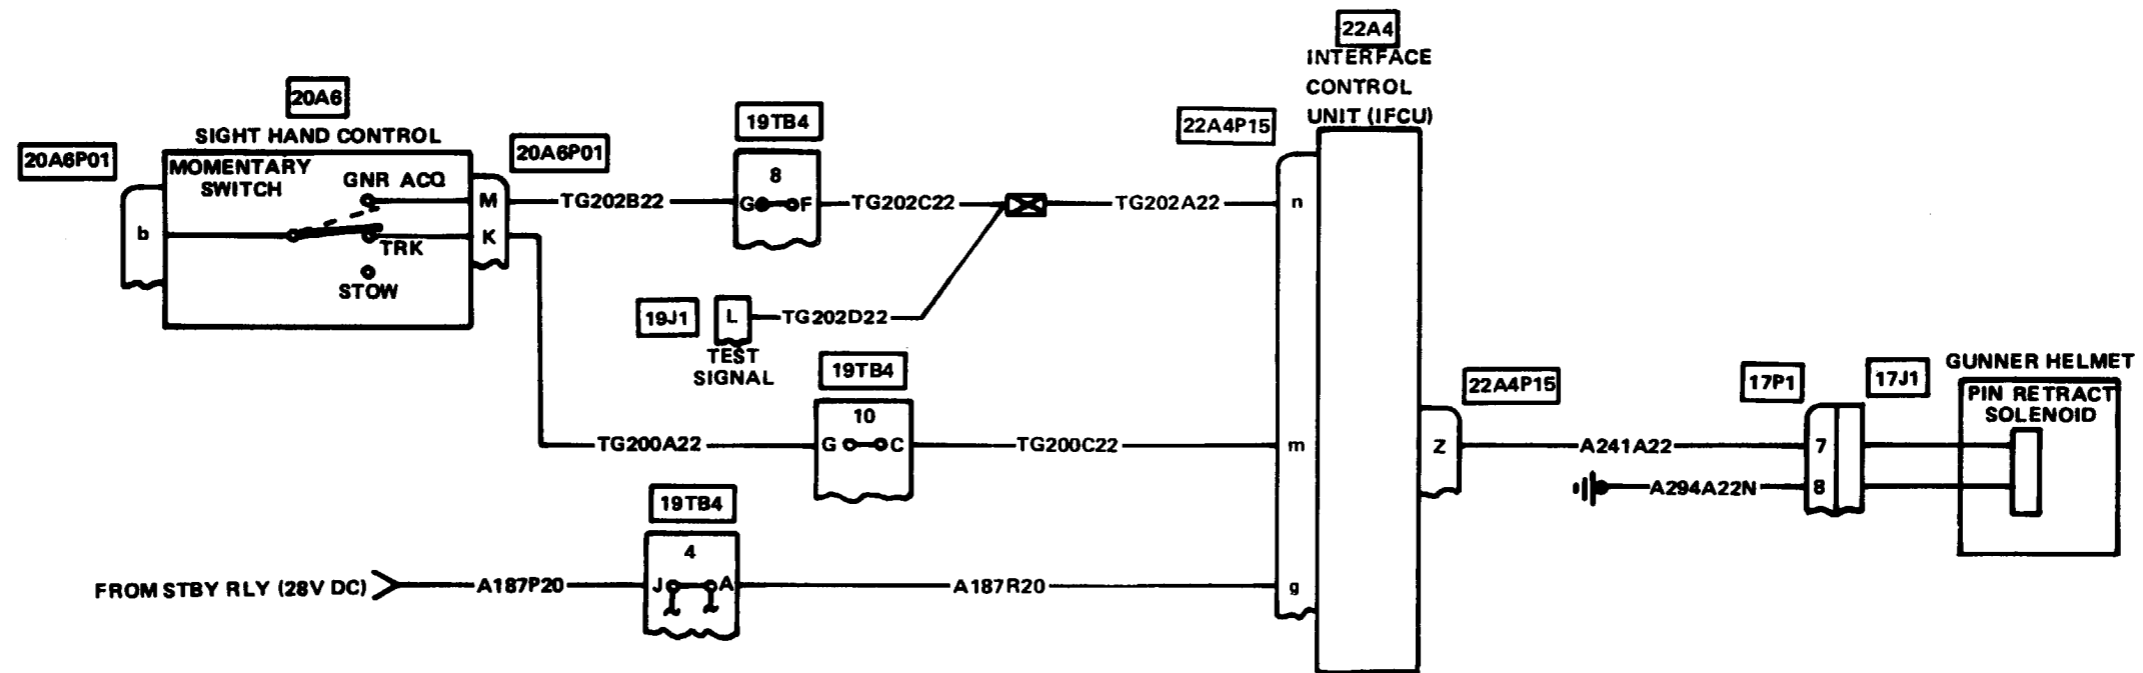 22A4
INTERFACE
CONTROL
UNIT (IFCU)
20A6
SIGHT HAND CONTROL
20A6P01
MOMENTARY
SWITCH
GNR ACQ
TRK
STOW
b
20A6P01
M
K
TG202B22
19TB4
8
G F
TG202C22
TG202A22
22A4P15
n
19J1
L
TG202D22
TEST
SIGNAL
19TB4
10
G C
TG200A22
TG200C22
m
19TB4
4
J A
FROM STBY RLY (28V DC)
A187P20
A187R20
g
22A4P15
Z
A241A22
A294A22N
17P1
7
8
17J1
GUNNER HELMET
PIN RETRACT
SOLENOID